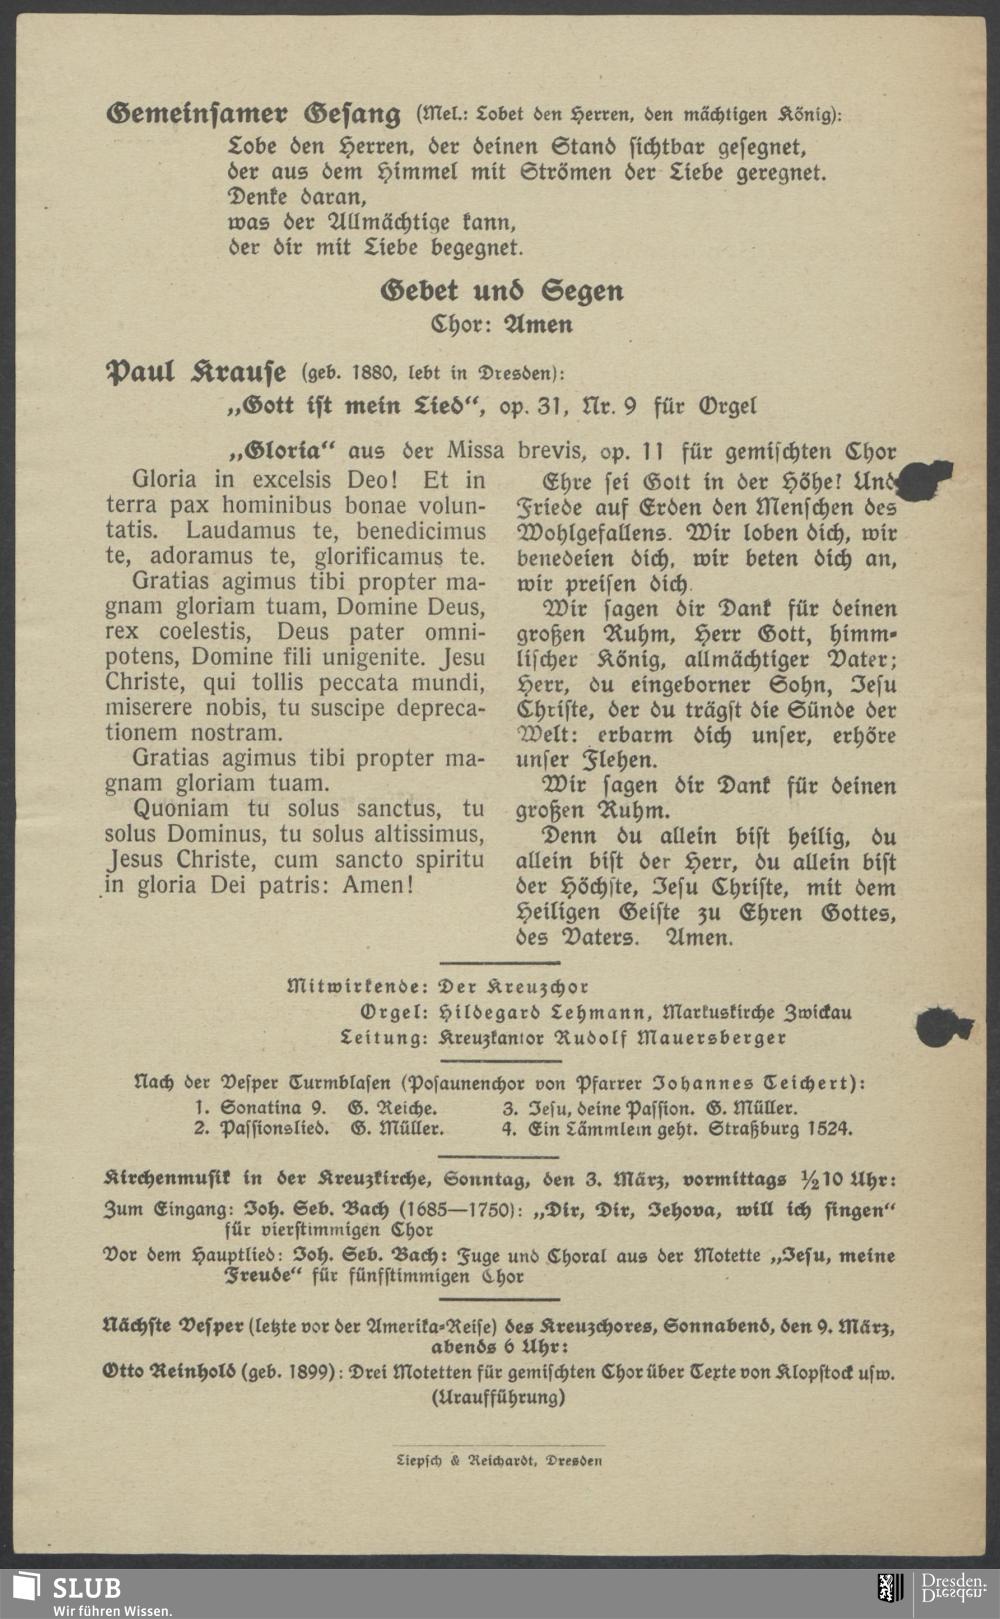 Gemeinsamer Gesang (Mel.: Lobet den Herren, den mächtigen König):
Lobe den Herren, der deinen Stand sichtbar gesegnet,
der aus dem Himmel mit Strömen der Liebe geregnet.
Denke daran,
was der Allmächtige kann,
der dir mit Liebe begegnet.
Gebet und Segen
Chor: Amen
Paul Krause (geb. 1880, lebt in Dresden):
„Gott ist mein Lied“, op. 31, Nr. 9 für Orgel
„Gloria“ aus der Missa brevis, op. 11 für gemischten Chor
Gloria in excelsis Deo! Et in
terra pax hominibus bonae volun-
tatis. Laudamus te, benedicimus
te, adoramus te, glorificamus te.
Gratias agimus tibi propter ma-
gnam gloriam tuam, Domine Deus,
rex coelestis, Deus pater omni-
potens, Domine fili unigenite. Jesu
Christe, qui tollis peccata mundi,
miserere nobis, tu suscipe depreca-
tionem nostram.
Gratias agimus tibi propter ma-
gnam gloriam tuam.
Quoniam tu solus sanctus, tu
solus Dominus, tu solus altissimus,
Jesus Christe, cum sancto spiritu
in gloria Dei patris: Amen!
Ehre sei Gott in der Höhe! Und
Friede auf Erden den Menschen des
Wohlgefallens. Wir loben dich, wir
benedeien dich, wir beten dich an,
wir preisen dich.
Wir sagen dir Dank für deinen
großen Ruhm, Herr Gott, himm-
lischer König, allmächtiger Vater;
Herr, du eingeborner Sohn, Jesu
Christe, der du trägst die Sünde der
Welt: erbarm dich unser, erhöre
unser Flehen.
Wir sagen dir Dank für deinen
großen Ruhm.
Denn du allein bist heilig, du
allein bist der Herr, du allein bist
der Höchste, Jesu Christe, mit dem
Heiligen Geiste zu Ehren Gottes,
des Vaters. Amen.
Mitwirkende: Der Kreuzchor
Orgel: Hildegard Lehmann, Markuskirche Zwickau
Leitung: Kreuzkantor Rudolf Mauersberger
Nach der Vesper Turmblasen (Posaunenchor von Pfarrer Johannes Teichert):
1. Sonatina 9. G. Reiche. 3. Jesu, deine Passion. G. Müller.
2. Passionslied. G. Müller. 4. Ein Lämmlein geht. Straßburg 1524.
Kirchenmusik in der Kreuzkirche, Sonntag, den 3. März, vormittags ½10 Uhr:
Zum Eingang: Joh. Seb. Bach (1685—1750): „Dir, Dir, Jehova, will ich singen“
für vierstimmigen Chor
Vor dem Hauptlied: Joh. Seb. Bach: Fuge und Choral aus der Motette „Jesu, meine
Freude“ für fünfstimmigen Chor
Nächste Vesper (letzte vor der Amerika-Reise) des Kreuzchores, Sonnabend, den 9. März,
abends 6 Uhr:
Otto Reinhold (geb. 1899): Drei Motetten für gemischten Chor über Texte von Klopstock usw.
(Uraufführung)
Liepsch & Reichardt, Dresden
SLUB
Wir führen Wissen.
Dresden.
Dresden.